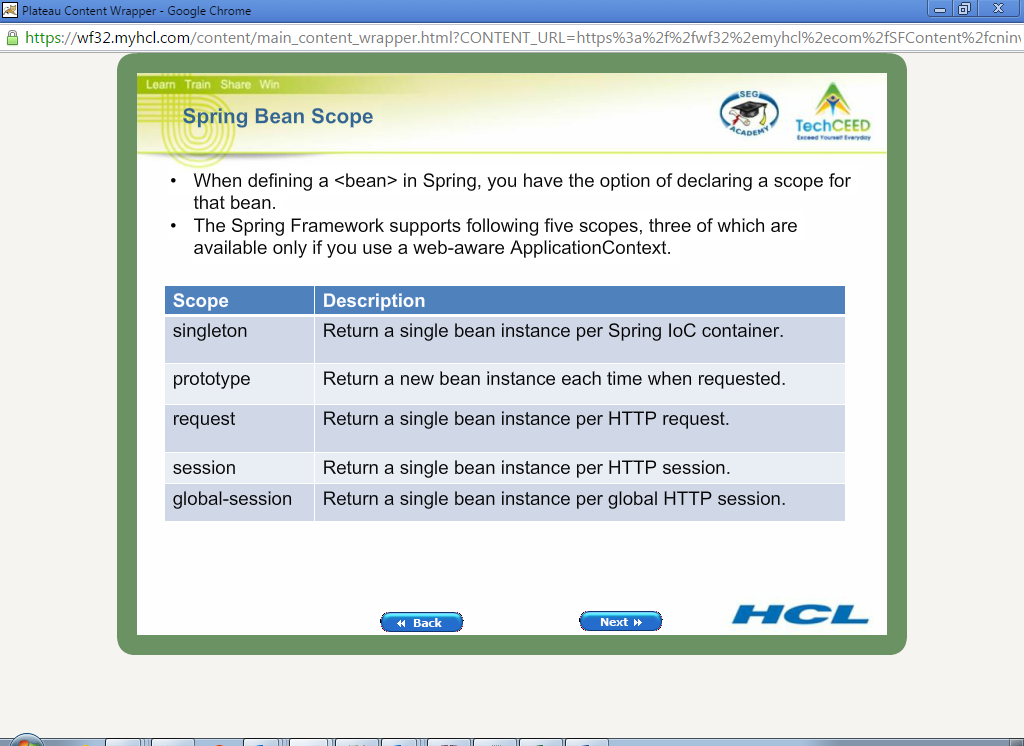 Plateau Content Wrapper - Google Chrome
https://wf32.myhcl.com/content/main_content_wrapper.html?CONTENT_URL=https%3a%2f%2fwf32%2emyhcl%2ecom%2fSFContent%2fcninv
Learn Train Share Win
Spring Bean Scope
SEG
ACADEMY
TechCEED
Exceed Yourself Everyday
• When defining a <bean> in Spring, you have the option of declaring a scope for
that bean.
• The Spring Framework supports following five scopes, three of which are
available only if you use a web-aware ApplicationContext.
Scope Description
singleton Return a single bean instance per Spring IoC container.
prototype Return a new bean instance each time when requested.
request Return a single bean instance per HTTP request.
session Return a single bean instance per HTTP session.
global-session Return a single bean instance per global HTTP session.
Back Next
HCL